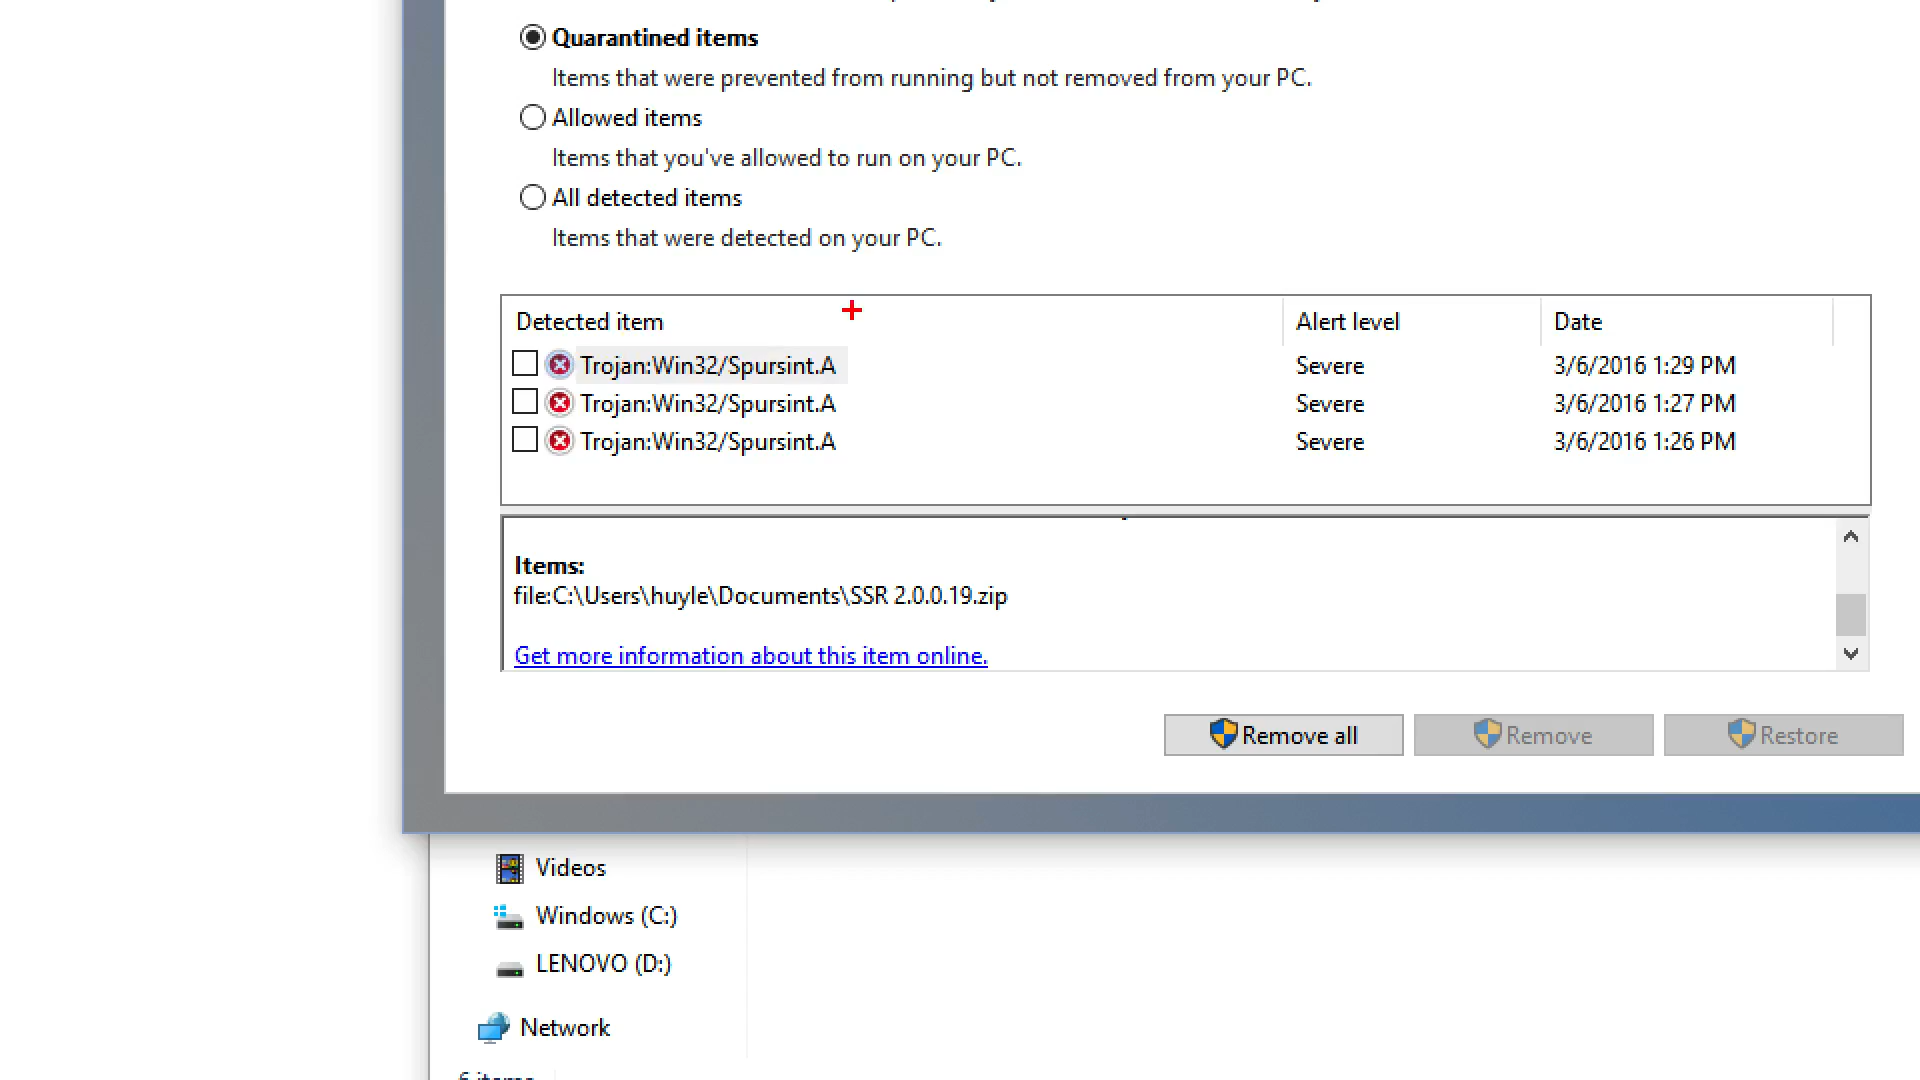 Quarantined items
Items that were prevented from running but not removed from your PC.
Allowed items
Items that you've allowed to run on your PC.
All detected items
Items that were detected on your PC.
Detected item Alert level Date
Trojan:Win32/Spursint.A Severe 3/6/2016 1:29 PM
Trojan:Win32/Spursint.A Severe 3/6/2016 1:27 PM
Trojan:Win32/Spursint.A Severe 3/6/2016 1:26 PM
Items:
file:C:\Users\huyle\Documents\SSR 2.0.0.19.zip
Get more information about this item online.
Remove all Remove Restore
Videos
Windows (C:)
LENOVO (D:)
Network
6 items